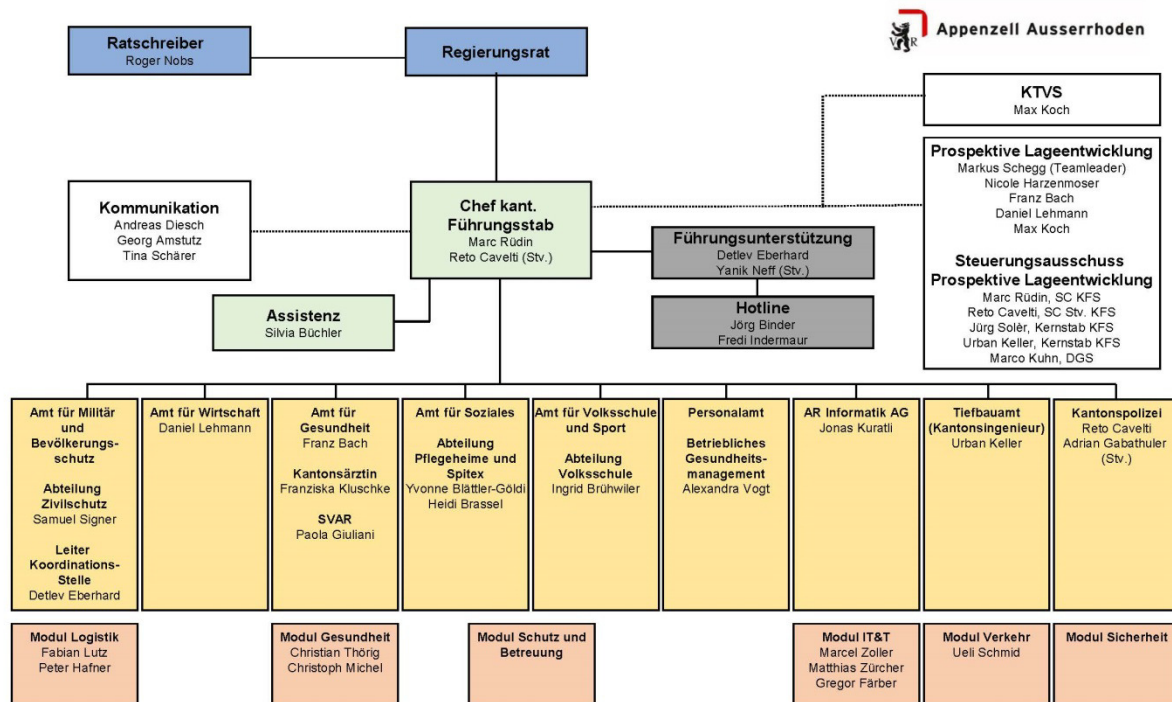 Ratschreiber
Roger Nobs
Regierungsrat
VR
Appenzell Ausserrhoden
KTVS
Max Koch
Prospektive Lageentwicklung
Markus Schegg (Teamleader)
Nicole Harzenmoser
Franz Bach
Daniel Lehmann
Max Koch
Steuerungsausschuss
Prospektive Lageentwicklung
Marc Rüdin, SC KFS
Reto Cavelti, SC Stv. KFS
Jürg Solèr, Kernstab KFS
Urban Keller, Kernstab KFS
Marco Kuhn, DGS
Kommunikation
Andreas Diesch
Georg Amstutz
Tina Schärer
Chef kant.
Führungsstab
Marc Rüdin
Reto Cavelti (Stv.)
Führungsunterstützung
Detlev Eberhard
Yanik Neff (Stv.)
Assistenz
Silvia Büchler
Hotline
Jörg Binder
Fredi Indermaur
Amt für Militär
und
Bevölkerungs-
schutz
Abteilung
Zivilschutz
Samuel Signer
Leiter
Koordinations-
Stelle
Detlev Eberhard
Amt für Wirtschaft
Daniel Lehmann
Amt für
Gesundheit
Franz Bach
Kantonsärztin
Franziska Kluschke
SVAR
Paola Giuliani
Amt für Soziales
Abteilung
Pflegeheime und
Spitex
Yvonne Blättler-Göldi
Heidi Brassel
Amt für Volksschule
und Sport
Abteilung
Volksschule
Ingrid Brühwiler
Personalamt
Betriebliches
Gesundheits-
management
Alexandra Vogt
AR Informatik AG
Jonas Kuratli
Tiefbauamt
(Kantonsingenieur)
Urban Keller
Kantonspolizei
Reto Cavelti
Adrian Gabathuler
(Stv.)
Modul Logistik
Fabian Lutz
Peter Hafner
Modul Gesundheit
Christian Thörig
Christoph Michel
Modul Schutz und
Betreuung
Modul IT&T
Marcel Zoller
Matthias Zürcher
Gregor Färber
Modul Verkehr
Ueli Schmid
Modul Sicherheit